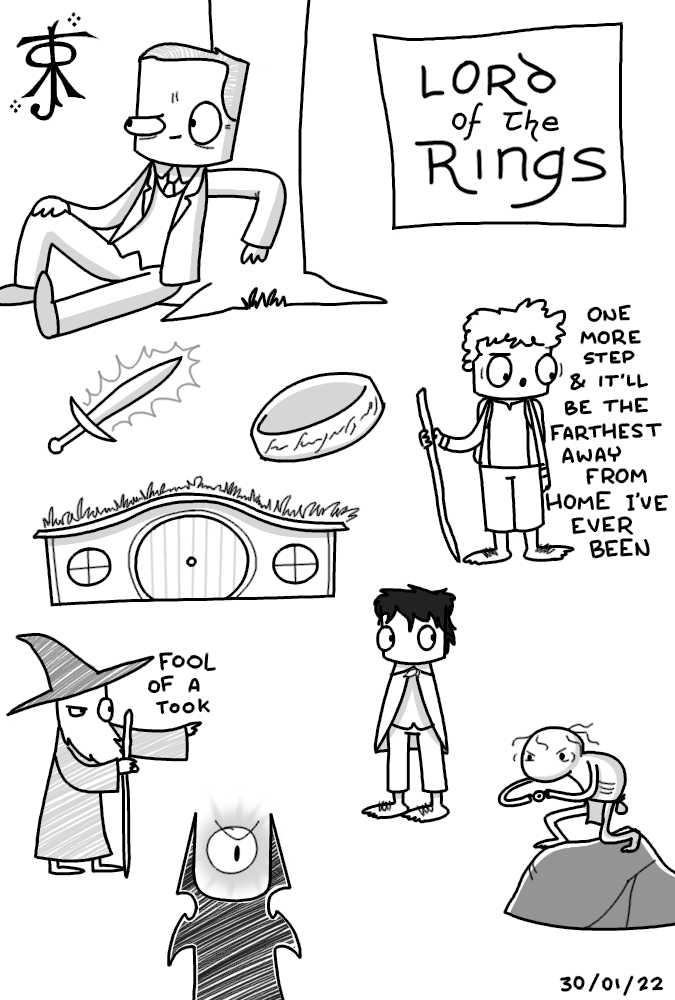 LORD
of the
Rings
ONE
MORE
STEP
& IT'LL
BE THE
FARTHEST
AWAY
FROM
HOME I'VE
EVER
BEEN
FOOL
OF A
TOOK
30/01/22